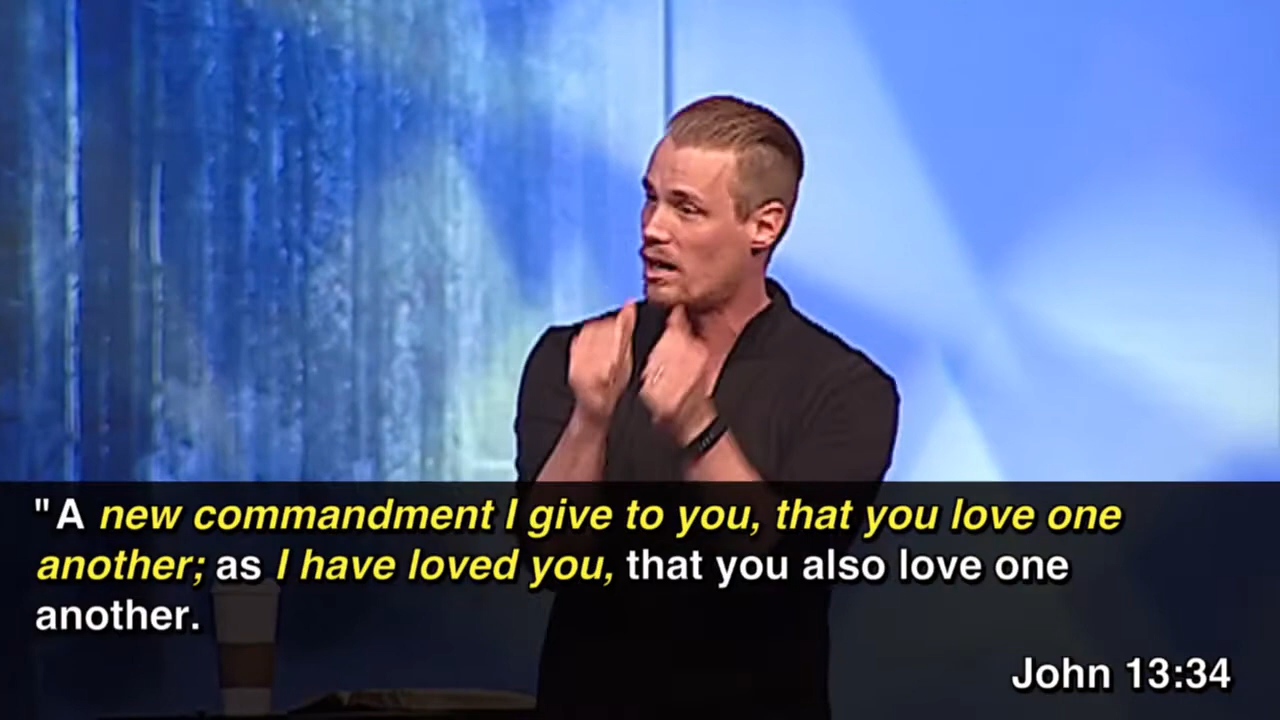 "A new commandment I give to you, that you love one
another; as I have loved you, that you also love one
another.
John 13:34